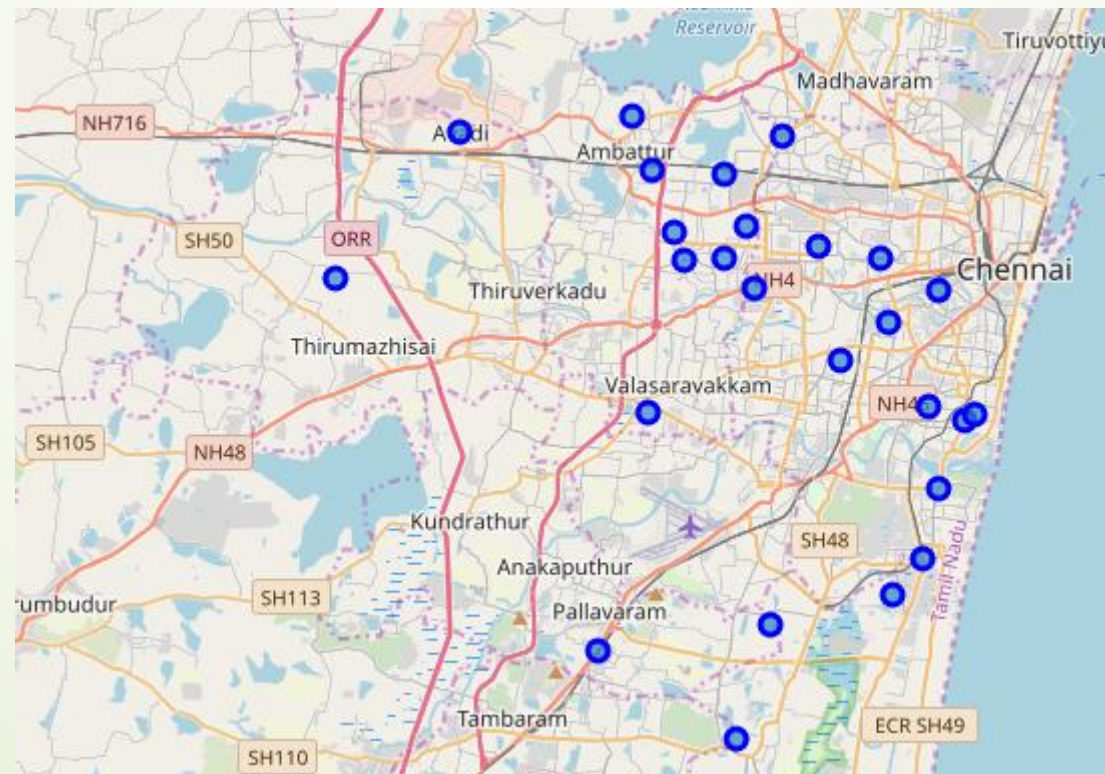 Reservoir
Tiruvottiyu
Madhavaram
NH716
Ambattur
SH50
ORR
Chennai
NH4
Thiruverkadu
Thirumazhisai
Valasaravakkam
SH105
NH48
Kundrathur
SH48
Anakaputhur
Tamil Nadu
SH113
rumbudur
Pallavaram
Tambaram
ECR SH49
SH110